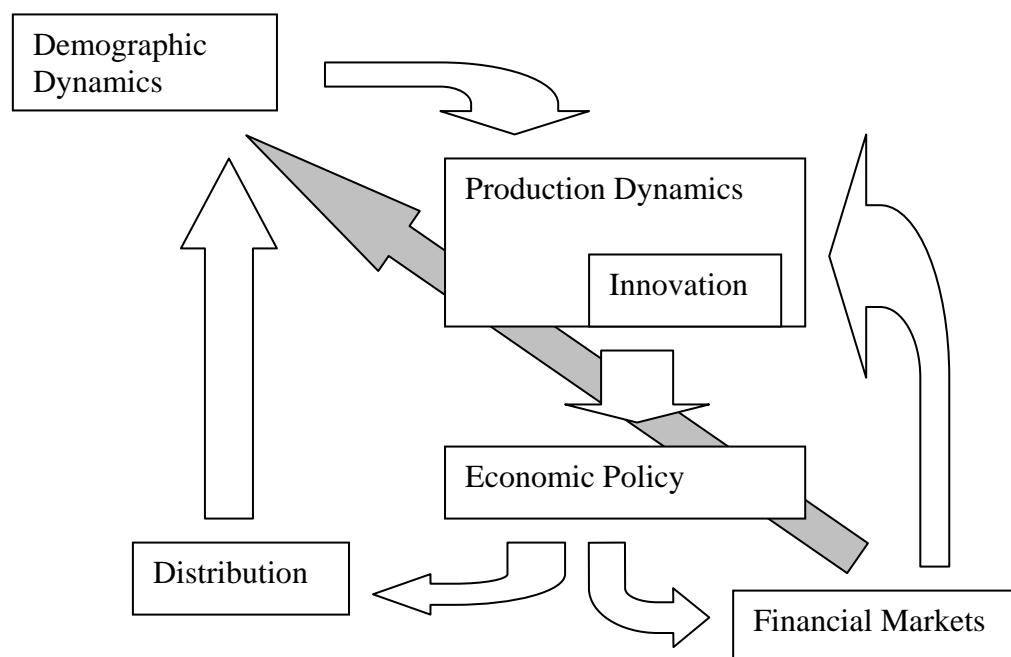 Demographic
Dynamics
Production Dynamics
Innovation
Economic Policy
Distribution
Financial Markets